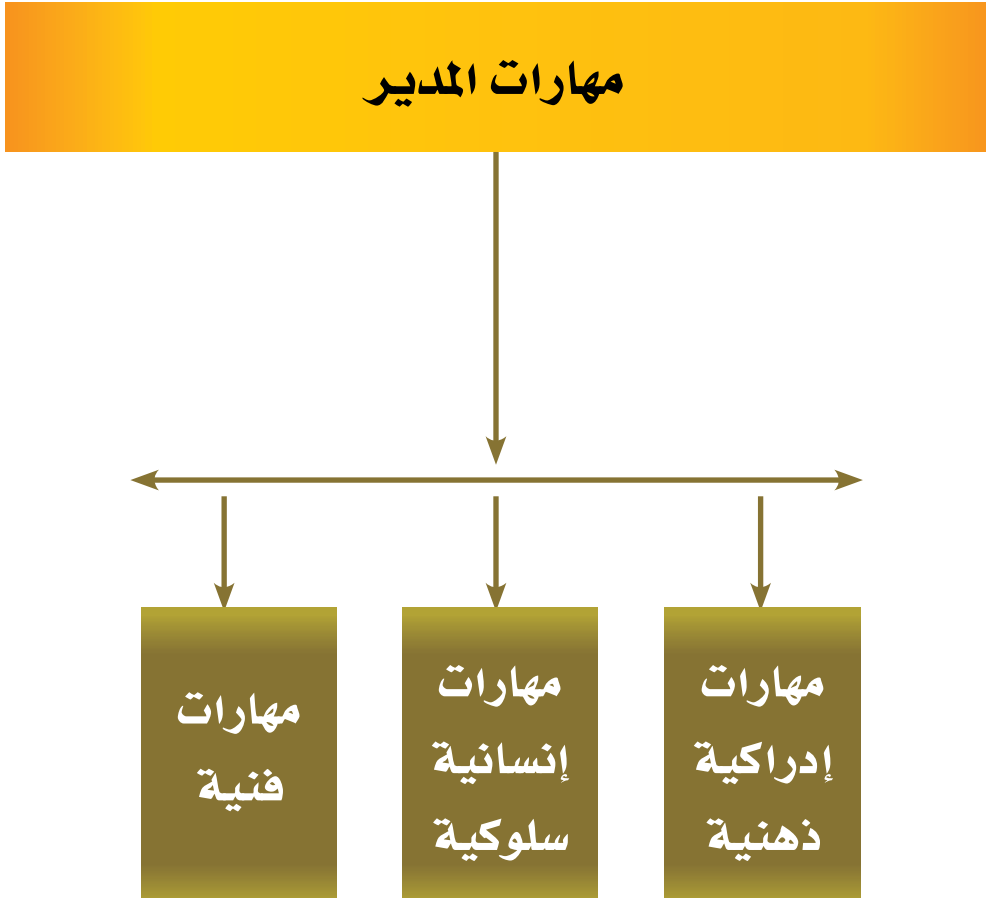 مهارات المدير
مهارات
إدراكية
ذهنية
مهارات
إنسانية
سلوكية
مهارات
فنية